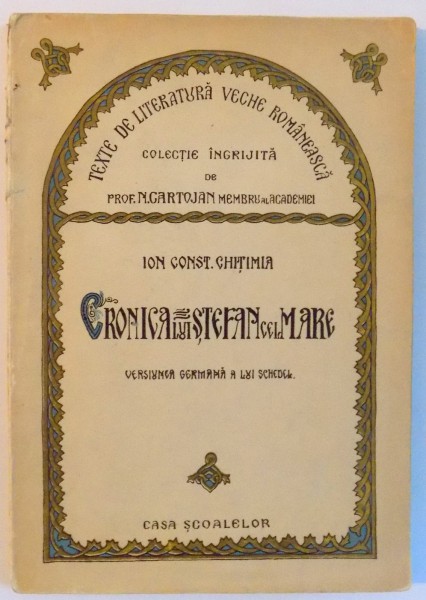 TEXTE DE LITERATURĂ VECHE ROMÂNEASCĂ
COLECȚIE ÎNGRIJITĂ
DE
PROF. N. CARTOJAN MEMBRU AL ACADEMIEI
ION CONST. CHIȚIMIA
CRONICA LUI ȘTEFAN CEL MARE
VERSIUNEA GERMANĂ A LUI SCHEDEL.
CASA ȘCOALELOR